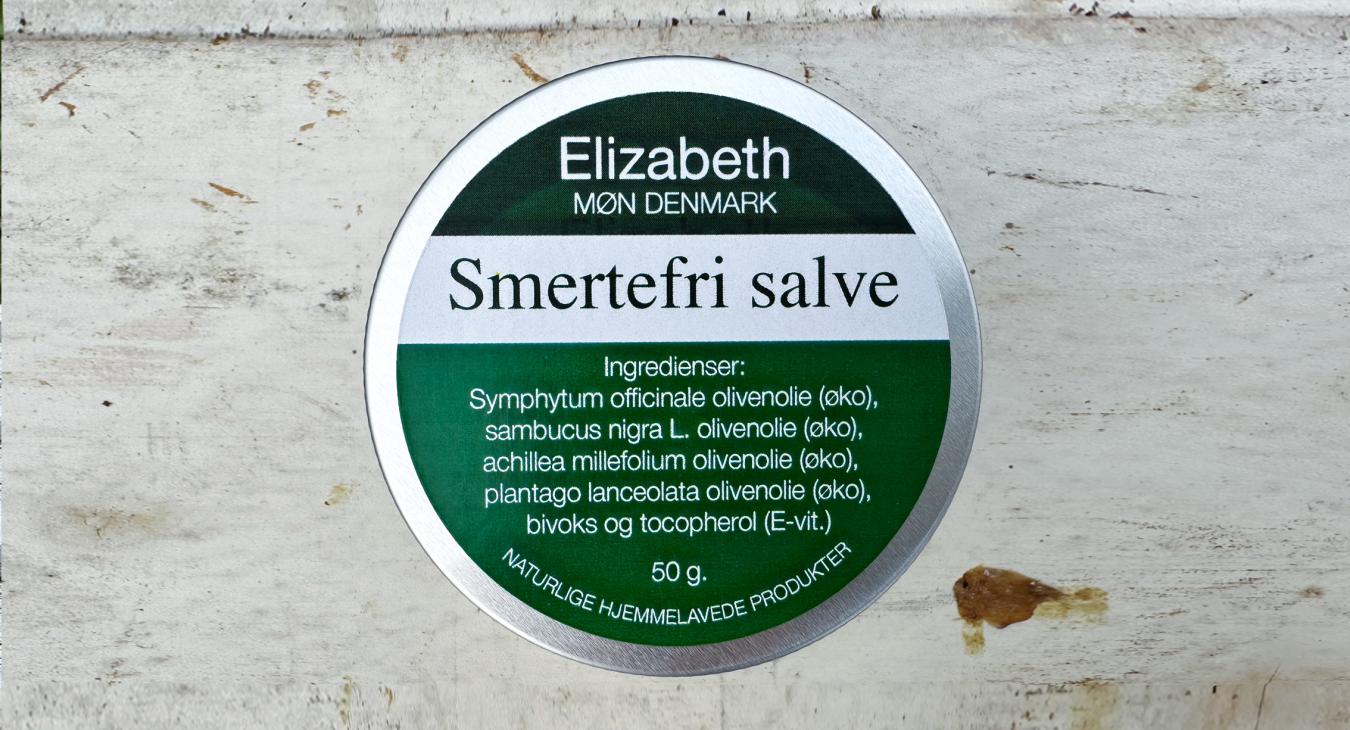 Elizabeth
MØN DENMARK
Smertefri salve
Ingredienser:
Symphytum officinale olivenolie (øko),
sambucus nigra L. olivenolie (øko),
achillea millefolium olivenolie (øko),
plantago lanceolata olivenolie (øko),
bivoks og tocopherol (E-vit.)
50 g.
NATURLIGE HJEMMELAVEDE PRODUKTER